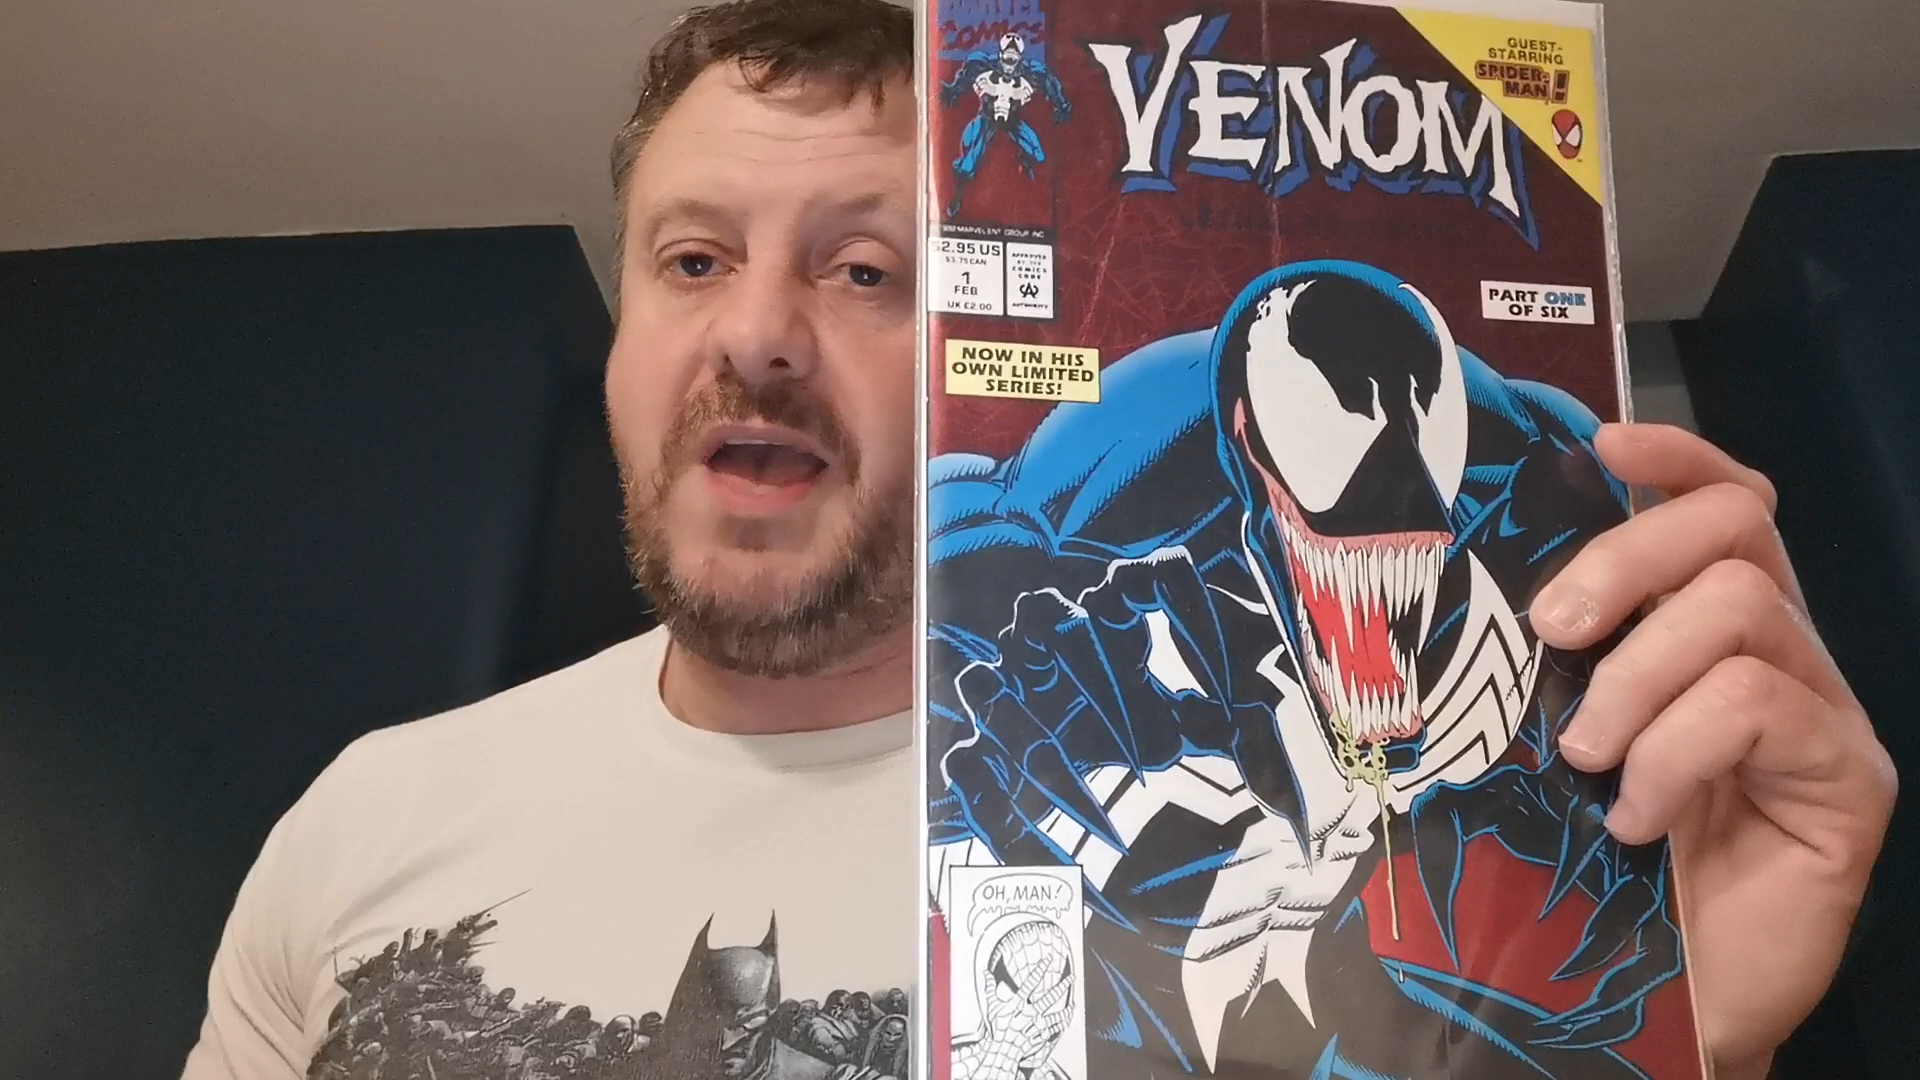 MARVEL
COMICS
VENOM
GUEST-
STARRING
SPIDER-
MAN!
$2.95 US
$3.75 CAN
1
FEB
UK £2.00
APPROVED
BY THE
COMICS
CODE
AUTHORITY
PART ONE
OF SIX
NOW IN HIS
OWN LIMITED
SERIES!
OH, MAN!